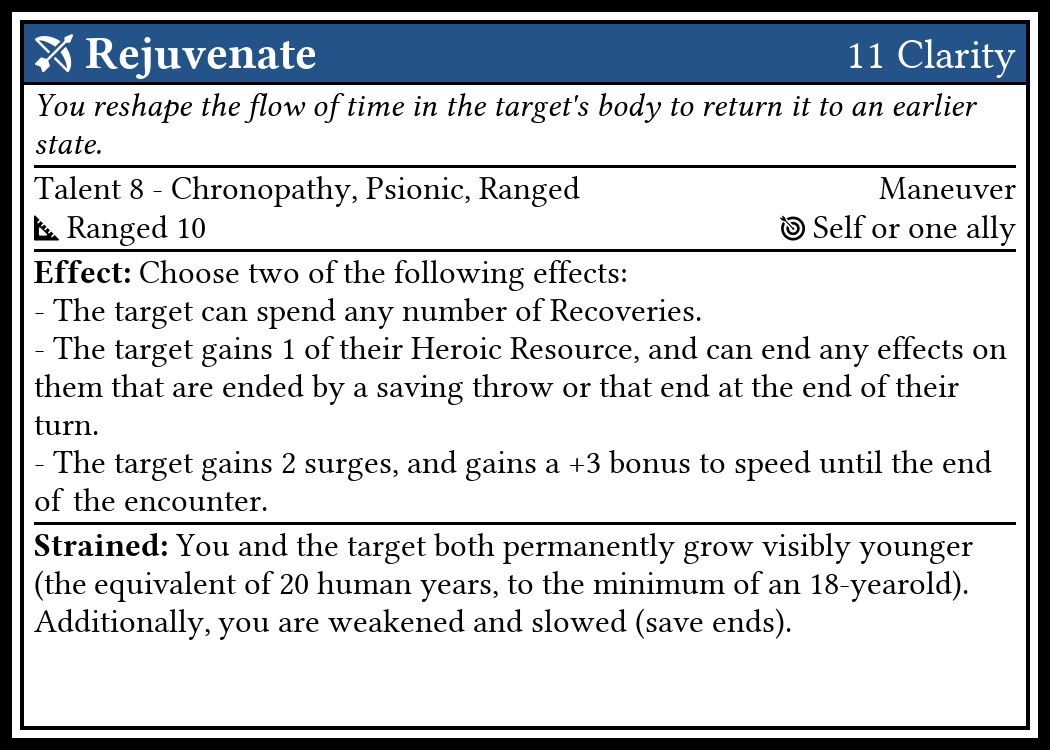 Rejuvenate 11 Clarity
You reshape the flow of time in the target's body to return it to an earlier
state.
Talent 8 - Chronopathy, Psionic, Ranged Maneuver
Ranged 10 Self or one ally
Effect: Choose two of the following effects:
- The target can spend any number of Recoveries.
- The target gains 1 of their Heroic Resource, and can end any effects on
them that are ended by a saving throw or that end at the end of their
turn.
- The target gains 2 surges, and gains a +3 bonus to speed until the end
of the encounter.
Strained: You and the target both permanently grow visibly younger
(the equivalent of 20 human years, to the minimum of an 18-yearold).
Additionally, you are weakened and slowed (save ends).